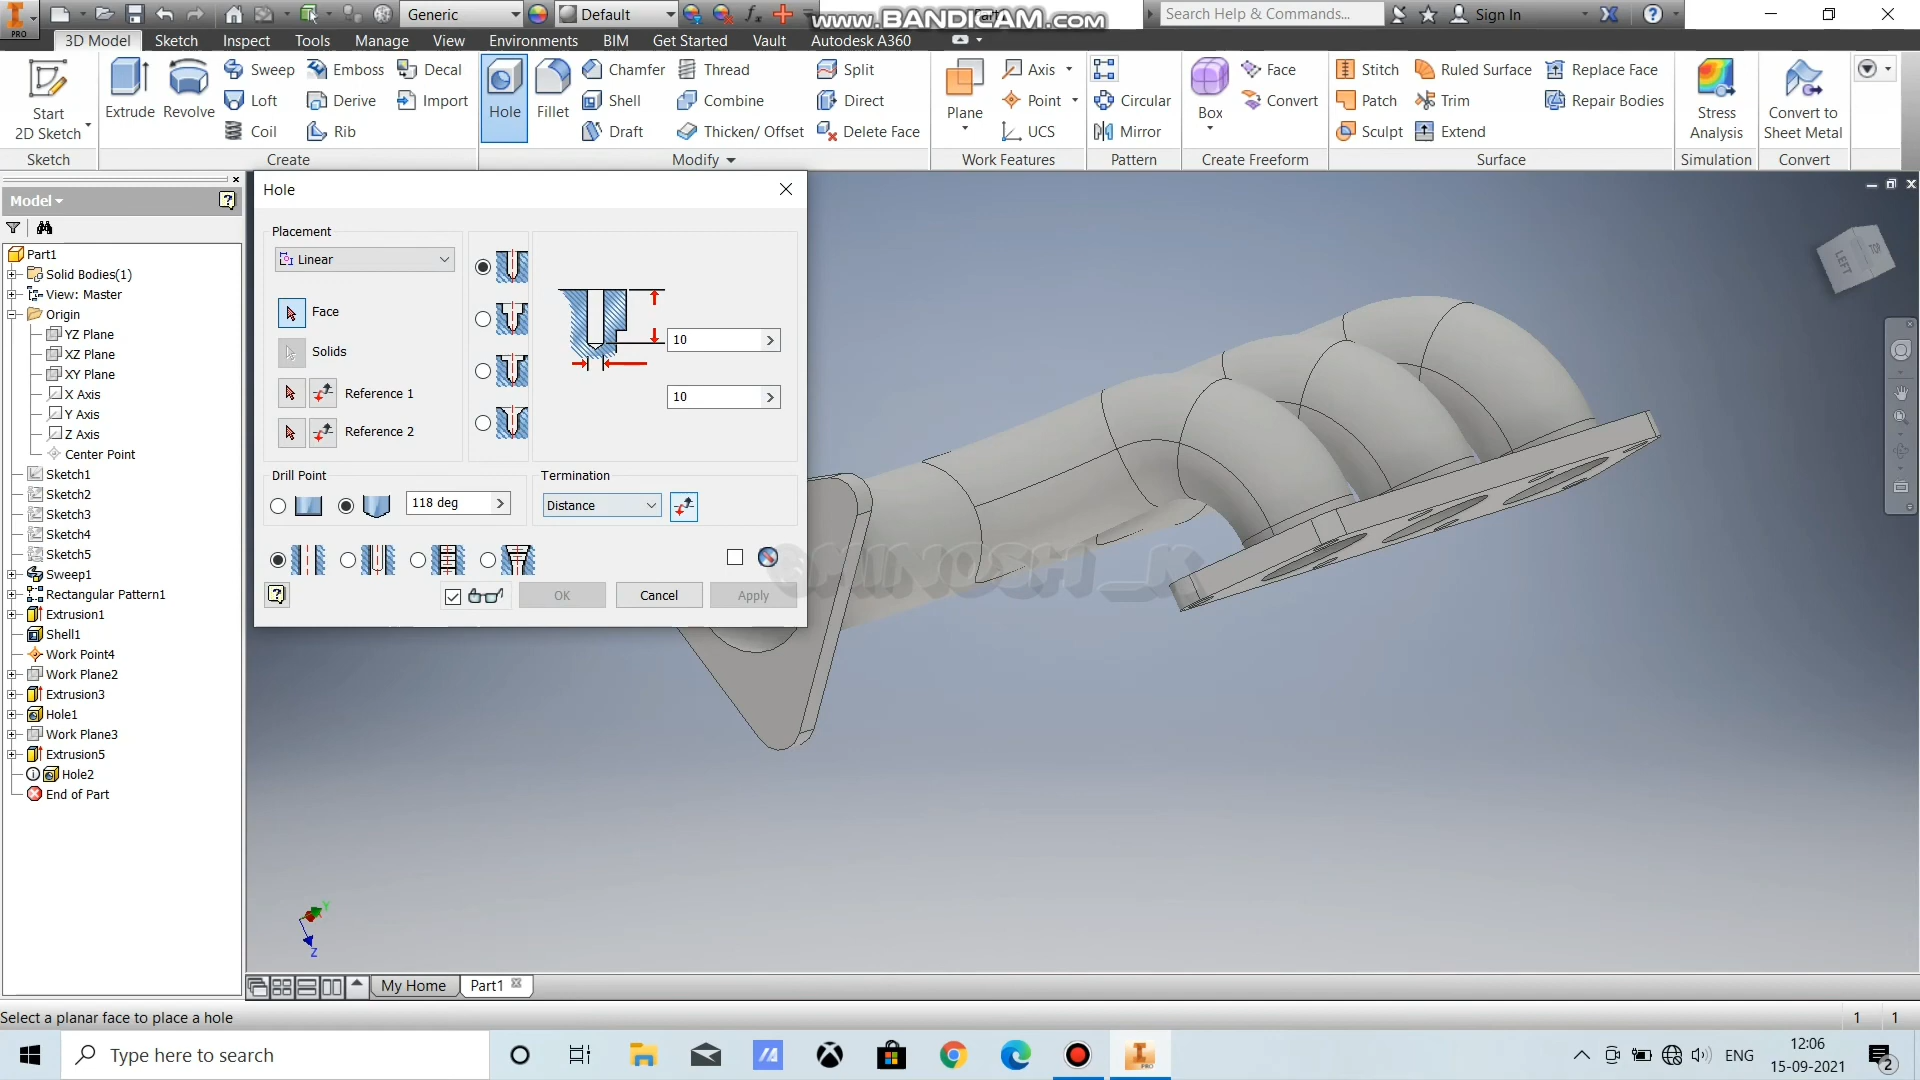 Generic
Default
www.BANDICAM.com
Search Help & Commands...
Sign In
PRO
3D Model
Sketch
Inspect
Tools
Manage
View
Environments
BIM
Get Started
Vault
Autodesk A360
Start
2D Sketch
Extrude
Revolve
Sweep
Loft
Coil
Emboss
Derive
Rib
Decal
Import
Hole
Fillet
Chamfer
Shell
Draft
Thread
Combine
Thicken/ Offset
Split
Direct
Delete Face
Plane
Axis
Point
UCS
Circular
Mirror
Box
Face
Convert
Stitch
Patch
Sculpt
Ruled Surface
Trim
Extend
Replace Face
Repair Bodies
Stress
Analysis
Convert to
Sheet Metal
Sketch
Create
Modify
Work Features
Pattern
Create Freeform
Surface
Simulation
Convert
Model
Part1
Solid Bodies(1)
View: Master
Origin
YZ Plane
XZ Plane
XY Plane
X Axis
Y Axis
Z Axis
Center Point
Sketch1
Sketch2
Sketch3
Sketch4
Sketch5
Sweep1
Rectangular Pattern1
Extrusion1
Shell1
Work Point4
Work Plane2
Extrusion3
Hole1
Work Plane3
Extrusion5
Hole2
End of Part
Hole
Placement
Linear
Face
Solids
Reference 1
Reference 2
10
10
Drill Point
118 deg
Termination
Distance
OK
Cancel
Apply
LEFT
TOP
@MINOSH_K
Y
Z
My Home
Part1
Select a planar face to place a hole
1
1
Type here to search
PRO
ENG
12:06
15-09-2021
2